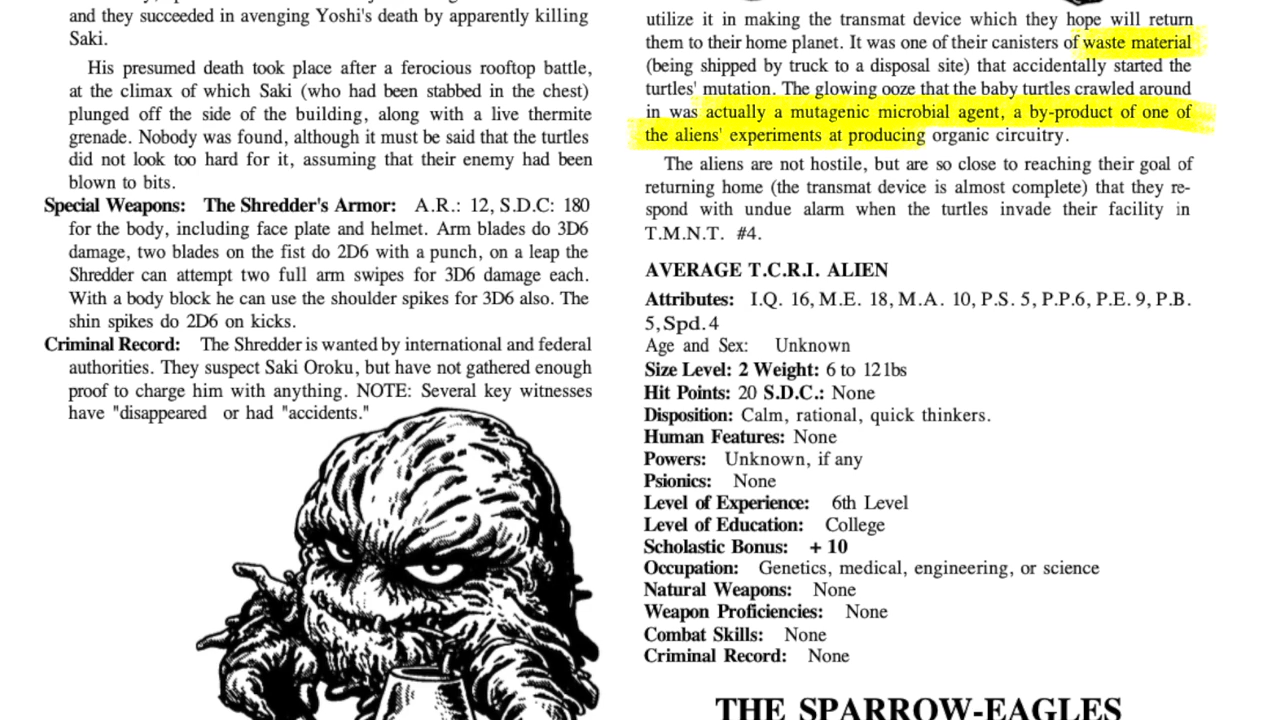 and they succeeded in avenging Yoshi's death by apparently killing
Saki.
His presumed death took place after a ferocious rooftop battle,
at the climax of which Saki (who had been stabbed in the chest)
plunged off the side of the building, along with a live thermite
grenade. Nobody was found, although it must be said that the turtles
did not look too hard for it, assuming that their enemy had been
blown to bits.
Special Weapons: The Shredder's Armor: A.R.: 12, S.D.C: 180
for the body, including face plate and helmet. Arm blades do 3D6
damage, two blades on the fist do 2D6 with a punch, on a leap the
Shredder can attempt two full arm swipes for 3D6 damage each.
With a body block he can use the shoulder spikes for 3D6 also. The
shin spikes do 2D6 on kicks.
Criminal Record: The Shredder is wanted by international and federal
authorities. They suspect Saki Oroku, but have not gathered enough
proof to charge him with anything. NOTE: Several key witnesses
have "disappeared or had "accidents."
utilize it in making the transmat device which they hope will return
them to their home planet. It was one of their canisters of waste material
(being shipped by truck to a disposal site) that accidentally started the
turtles' mutation. The glowing ooze that the baby turtles crawled around
in was actually a mutagenic microbial agent, a by-product of one of
the aliens' experiments at producing organic circuitry.
The aliens are not hostile, but are so close to reaching their goal of
returning home (the transmat device is almost complete) that they re-
spond with undue alarm when the turtles invade their facility in
T.M.N.T. #4.
AVERAGE T.C.R.I. ALIEN
Attributes: I.Q. 16, M.E. 18, M.A. 10, P.S. 5, P.P.6, P.E. 9, P.B.
5, Spd. 4
Age and Sex: Unknown
Size Level: 2 Weight: 6 to 12 lbs
Hit Points: 20 S.D.C.: None
Disposition: Calm, rational, quick thinkers.
Human Features: None
Powers: Unknown, if any
Psionics: None
Level of Experience: 6th Level
Level of Education: College
Scholastic Bonus: + 10
Occupation: Genetics, medical, engineering, or science
Natural Weapons: None
Weapon Proficiencies: None
Combat Skills: None
Criminal Record: None
THE SPARROW-EAGLES